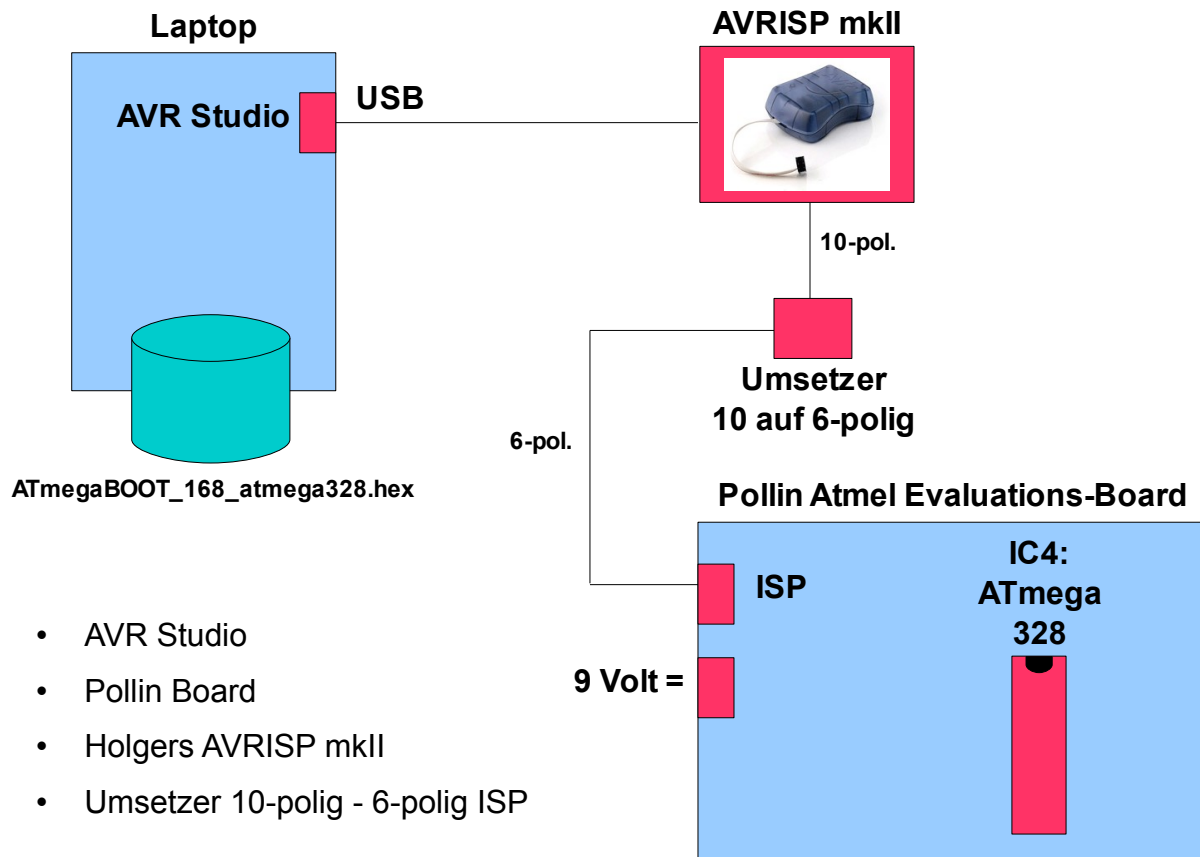 Laptop
AVRISP mkII
AVR Studio
USB
10-pol.
Umsetzer
10 auf 6-polig
6-pol.
ATmegaBOOT_168_atmega328.hex
Pollin Atmel Evaluations-Board
IC4:
ATmega
328
ISP
9 Volt =
• AVR Studio
• Pollin Board
• Holgers AVRISP mkII
• Umsetzer 10-polig - 6-polig ISP